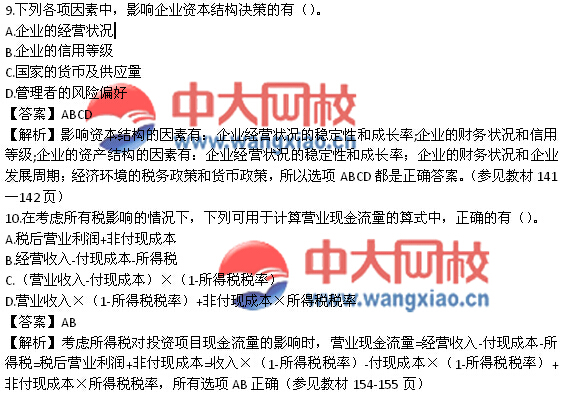 9.下列各项因素中，影响企业资本结构决策的有（）。
A.企业的经营状况
B.企业的信用等级
C.国家的货币及供应量
D.管理者的风险偏好
【答案】ABCD
【解析】影响资本结构的因素有：企业经营状况的稳定性和成长率;企业的财务状况和信用
等级;企业的资产结构的因素有：企业经营状况的稳定性和成长率；企业的财务状况和企业
发展周期；经济环境的税务政策和货币政策，所以选项 ABCD 都是正确答案。（参见教材 141
—142 页）
10.在考虑所有税影响的情况下，下列可用于计算营业现金流量的算式中，正确的有（）。
A.税后营业利润+非付现成本
B.经营收入-付现成本-所得税
C.（营业收入-付现成本）×（1-所得税税率）
D.营业收入×（1-所得税税率）+非付现成本×所得税税率
【答案】AB
【解析】考虑所得税对投资项目现金流量的影响时，营业现金流量=经营收入-付现成本-所
得税=税后营业利润+非付现成本=收入×（1-所得税税率）-付现成本×（1-所得税税率）+
非付现成本×所得税税率，所有选项 AB 正确（参见教材 154-155 页）
中大网校
www.wangxiao.cn
中大网校
www.wangxiao.cn